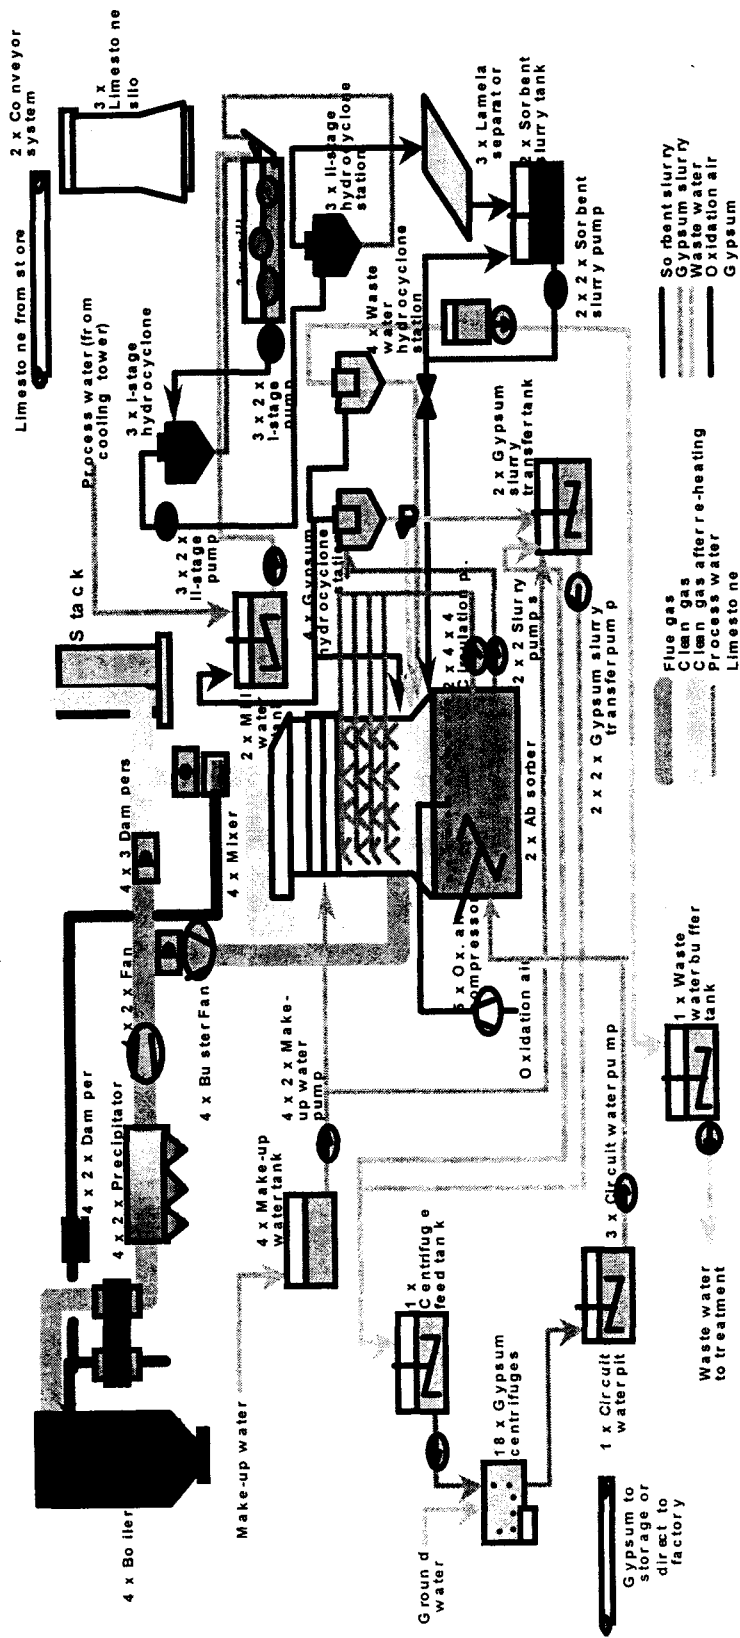 2 x Conveyor
system
3 x
Limestone
silo
Limestone from store
Process water (from
cooling tower)
3 x I-stage
hydrocyclone
3 x 2 x
I-stage
pump
3 x II-stage
hydrocyclone
station
3 x Lamela
separator
2 x Sorbent
slurry tank
2 x 2 x Sorbent
slurry pump
4 x Waste
water
hydrocyclone
station
3 x 2 x
II-stage
pump
Stack
4 x Gypsum
hydrocyclone
2 x Gypsum
slurry
transfer tank
2 x 2 x Gypsum slurry
transfer pump
2 x 2 Slurry
pumps
2 x 4 x 4
water
2 x Absorber
4 x 3 Dampers
4 x Mixer
4 x 2 x Fan
4 x Buster Fan
4 x 2 x Damper
4 x 2 x Precipitator
4 x Boiler
4 x 2 x Make-
up water
pump
4 x Make-up
water tank
Make-up water
Oxidation air
1 x
Centrifuge
feed tank
18 x Gypsum
centrifuges
Ground
water
1 x Circuit
water pit
3 x Circuit water pump
1 x Waste
water buffer
tank
Waste water
to treatment
Gypsum to
storage or
direct to
factory
Flue gas
Clean gas
Clean gas after re-heating
Process water
Limestone
Sorbent slurry
Gypsum slurry
Waste water
Oxidation air
Gypsum